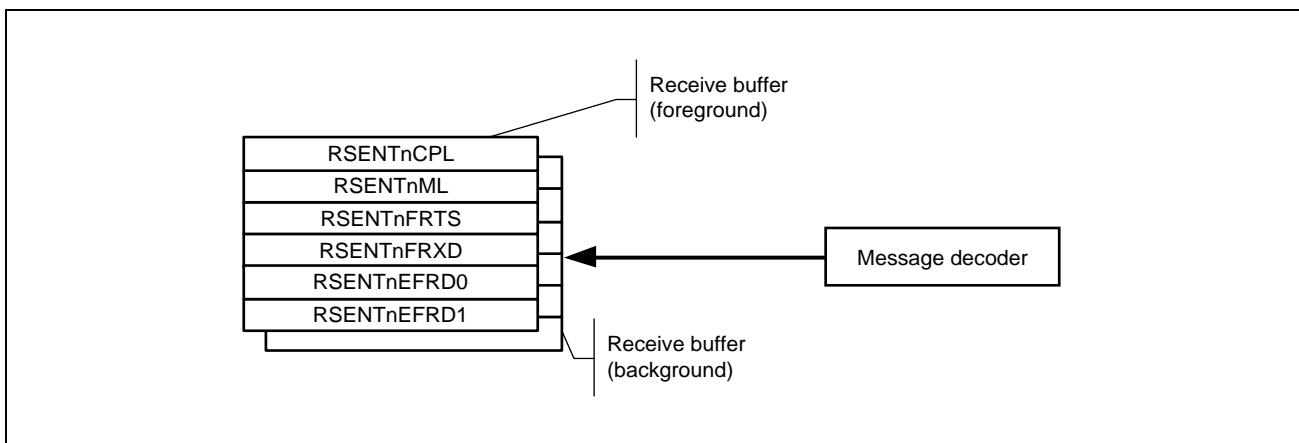 Receive buffer
(foreground)
RSENTnCPL
RSENTnML
RSENTnFRTS
RSENTnFRXD
RSENTnEFRD0
RSENTnEFRD1
Message decoder
Receive buffer
(background)